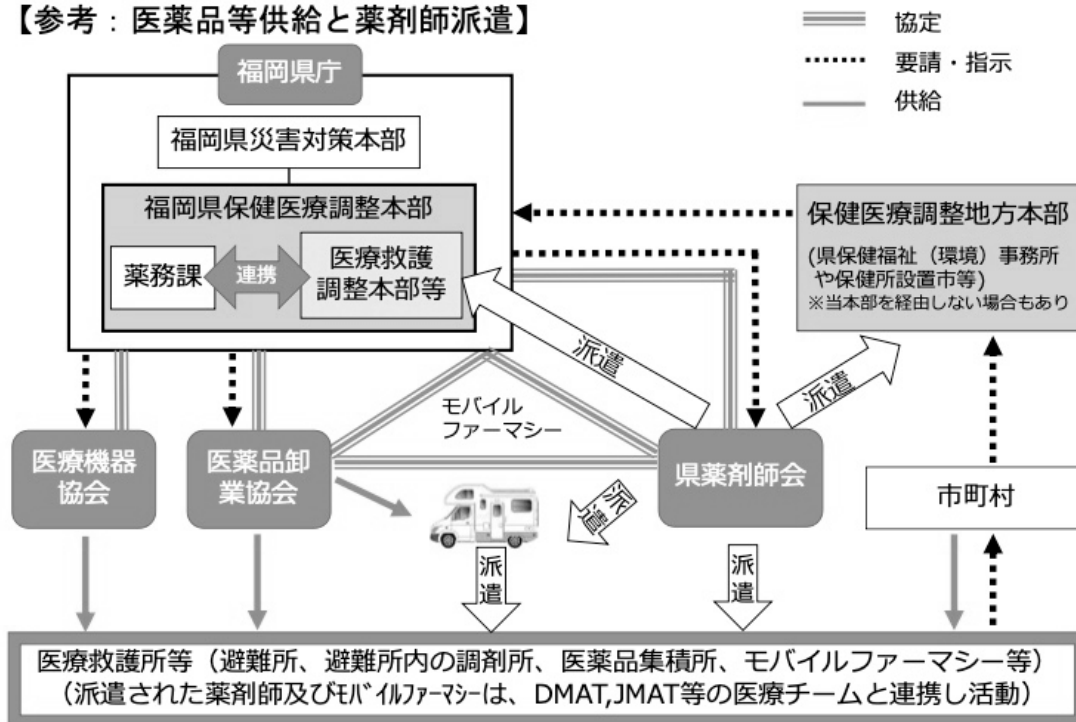 【参考：医薬品等供給と薬剤師派遣】
協定
要請・指示
供給
福岡県庁
福岡県災害対策本部
福岡県保健医療調整本部
薬務課
連携
医療救護
調整本部等
保健医療調整地方本部
(県保健福祉（環境）事務所
や保健所設置市等)
※当本部を経由しない場合もあり
派遣
派遣
モバイル
ファーマシー
医療機器
協会
医薬品卸
業協会
県薬剤師会
市町村
派遣
派遣
派遣
医療救護所等（避難所、避難所内の調剤所、医薬品集積所、モバイルファーマシー等）
（派遣された薬剤師及びﾓﾊﾞｲﾙﾌｧｰﾏｼｰは、DMAT,JMAT等の医療チームと連携し活動）